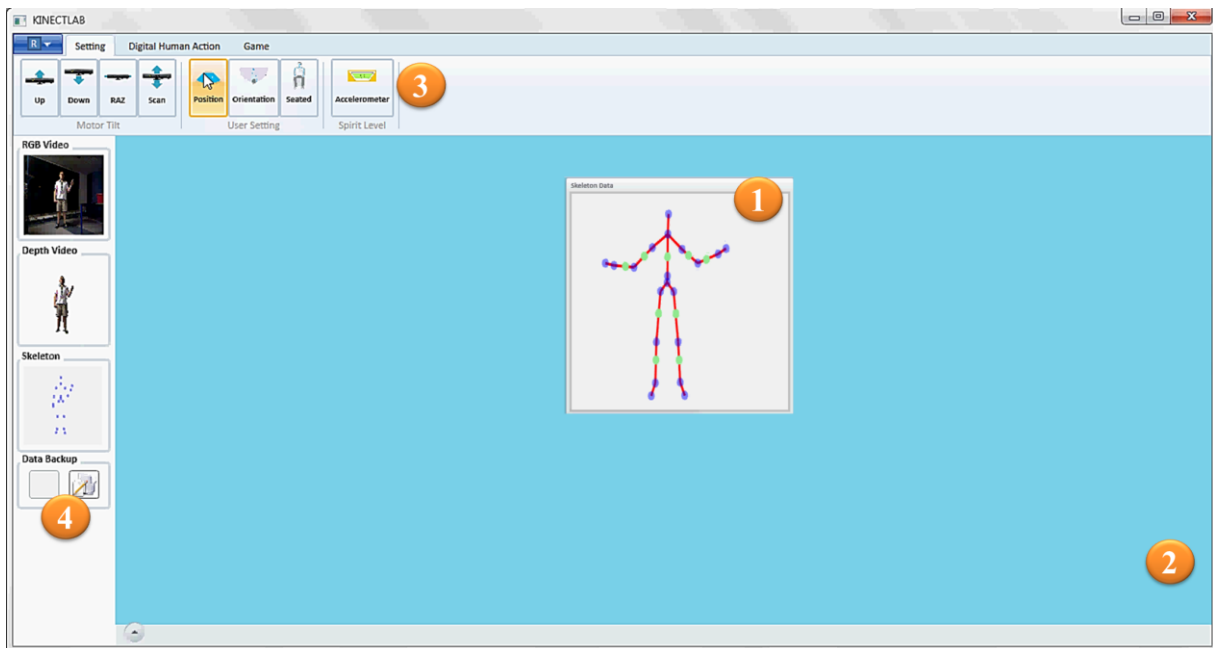 KINECTLAB
R
Setting Digital Human Action Game
Up Down RAZ Scan Position Orientation Seated Accelerometer
3
Motor Tilt User Setting Spirit Level
RGB Video
Skeleton Data
1
Depth Video
Skeleton
Data Backup
4
2